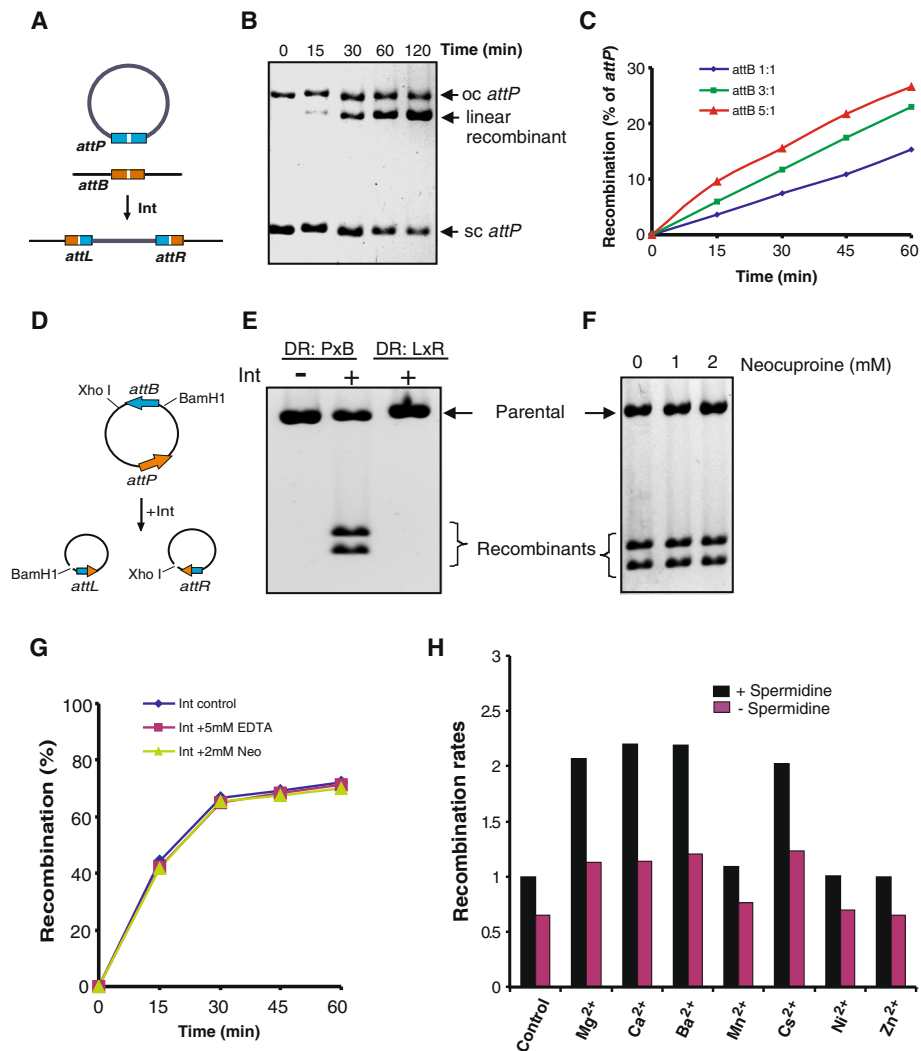 A
attP
attB
Int
attL
attR
B
0 15 30 60 120 Time (min)
oc attP
linear
recombinant
sc attP
C
Recombination (% of attP)
30
20
10
0
attB 1:1
attB 3:1
attB 5:1
0 15 30 45 60
Time (min)
D
Xho I
attB
BamH1
attP
+Int
BamH1
attL
Xho I
attR
E
DR: PxB DR: LxR
Int - + +
Parental
Recombinants
F
0 1 2 Neocuproine (mM)
G
Recombination (%)
100
80
60
40
20
0
Int control
Int +5mM EDTA
Int +2mM Neo
0 15 30 45 60
Time (min)
H
Recombination rates
3
2.5
2
1.5
1
0.5
0
+ Spermidine
- Spermidine
Control Mg2+ Ca2+ Ba2+ Mn2+ Cs2+ Ni2+ Zn2+